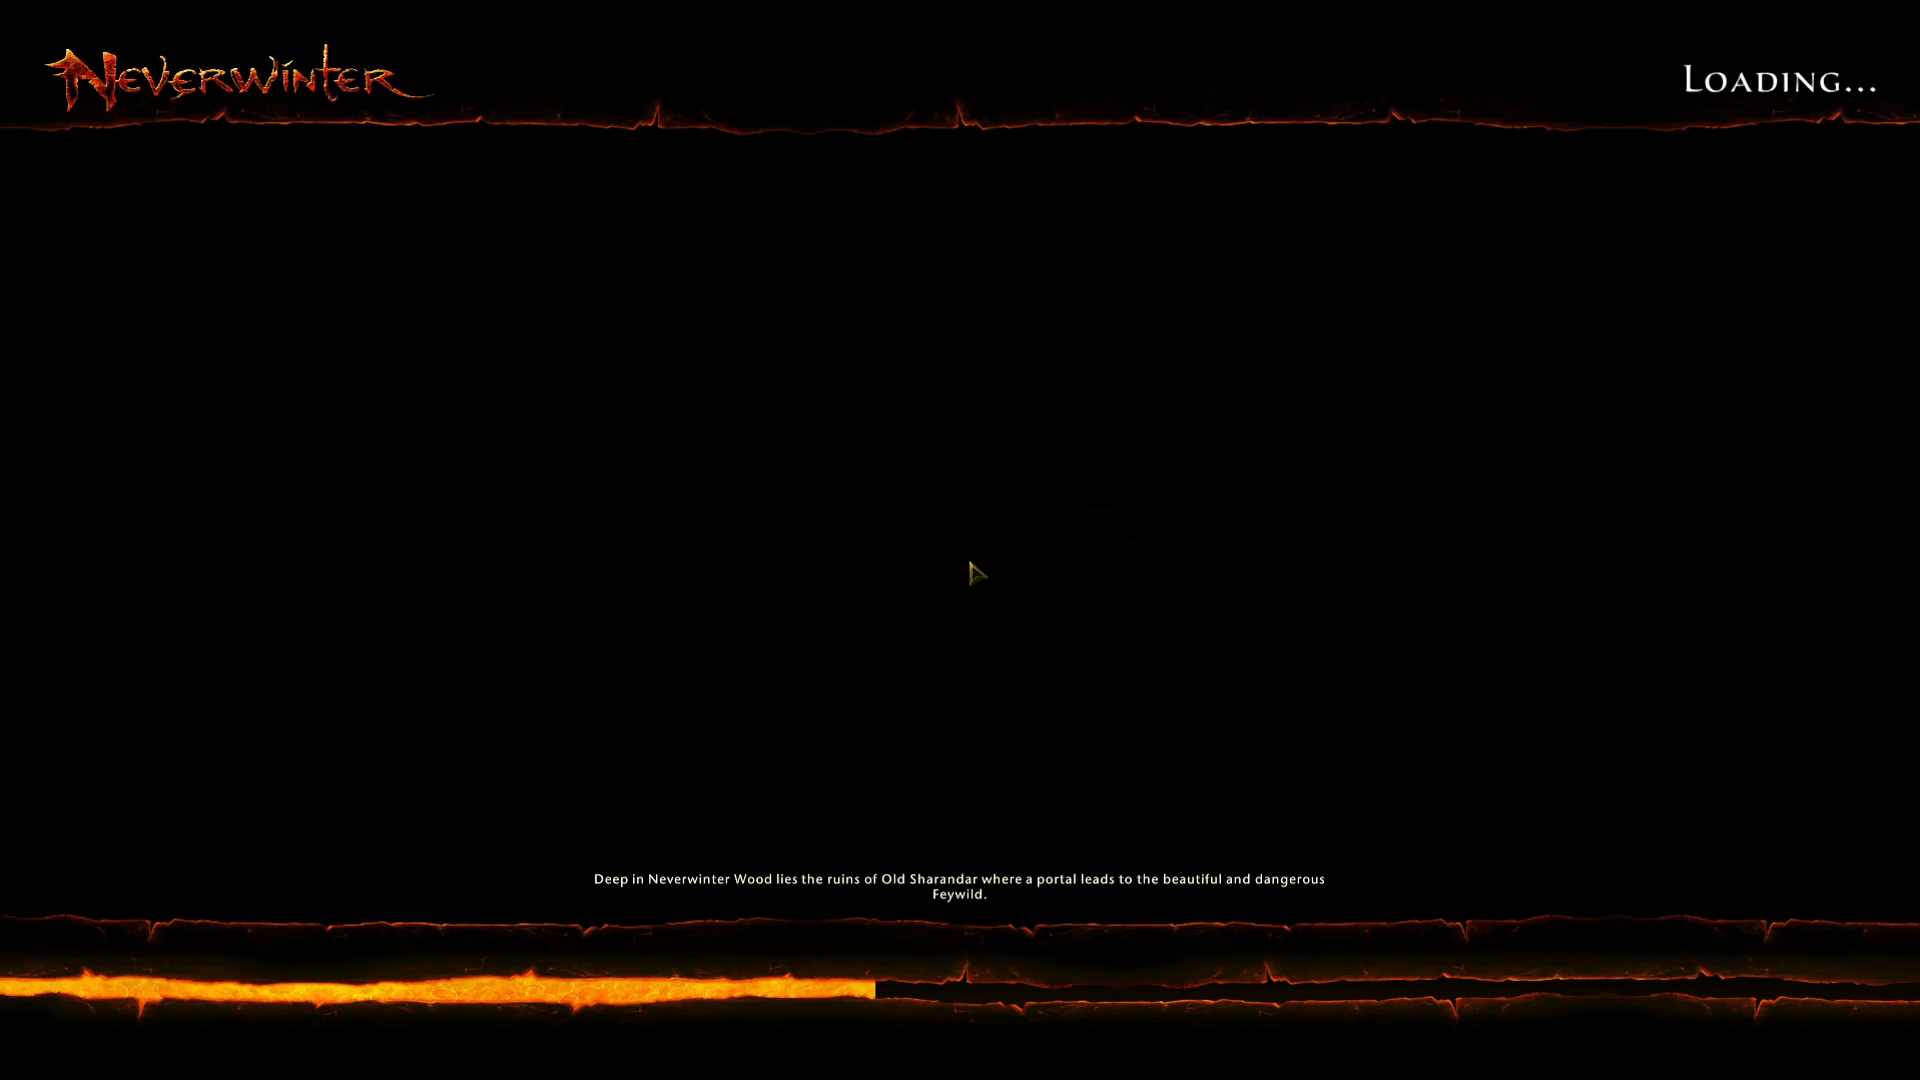 NEVERWINTER
LOADING...
Deep in Neverwinter Wood lies the ruins of Old Sharandar where a portal leads to the beautiful and dangerous
Feywild.